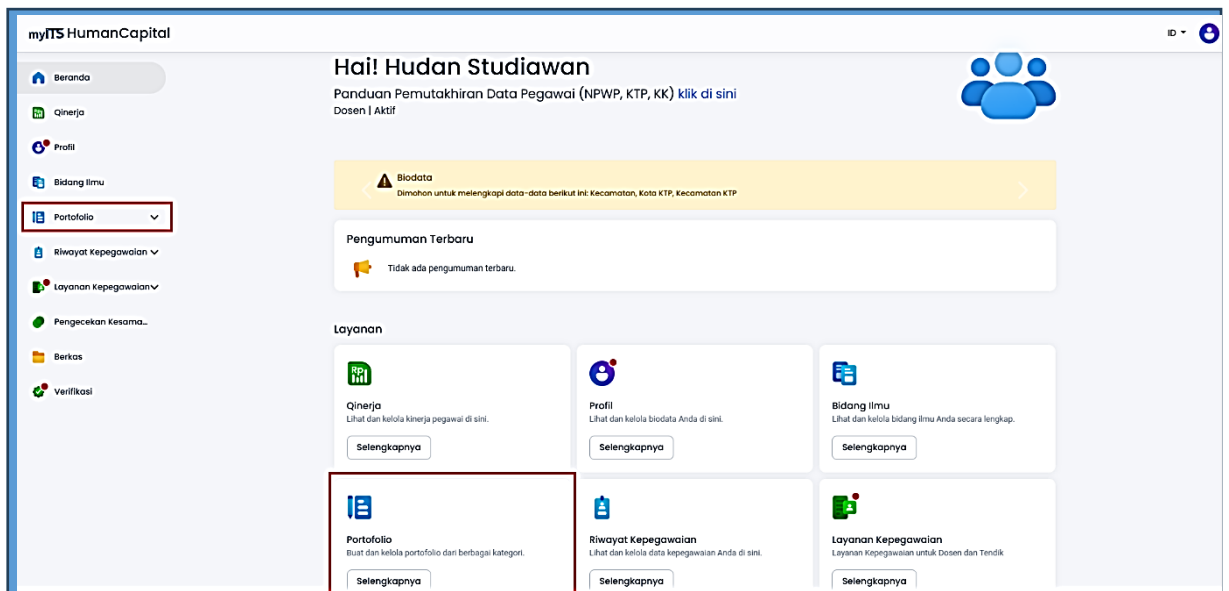 myITS HumanCapital
ID
Beranda
Qinerja
Profil
Bidang Ilmu
Portofolio
Riwayat Kepegawaian
Layanan Kepegawaian
Pengecekan Kesama...
Berkas
Verifikasi
Hai! Hudan Studiawan
Panduan Pemutakhiran Data Pegawai (NPWP, KTP, KK) klik di sini
Dosen | Aktif
Biodata
Dimohon untuk melengkapi data-data berikut ini: Kecamatan, Kota KTP, Kecamatan KTP
Pengumuman Terbaru
Tidak ada pengumuman terbaru.
Layanan
Qinerja
Lihat dan kelola kinerja pegawai di sini.
Selengkapnya
Profil
Lihat dan kelola biodata Anda di sini.
Selengkapnya
Bidang Ilmu
Lihat dan kelola bidang ilmu Anda secara lengkap.
Selengkapnya
Portofolio
Buat dan kelola portofolio dari berbagai kategori.
Selengkapnya
Riwayat Kepegawaian
Lihat dan kelola data kepegawaian Anda di sini.
Selengkapnya
Layanan Kepegawaian
Layanan Kepegawaian untuk Dosen dan Tendik
Selengkapnya